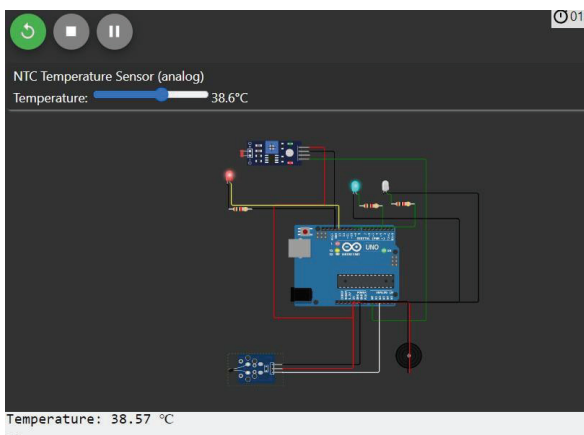 01
NTC Temperature Sensor (analog)
Temperature: 38.6°C
UNO
Temperature: 38.57 °C